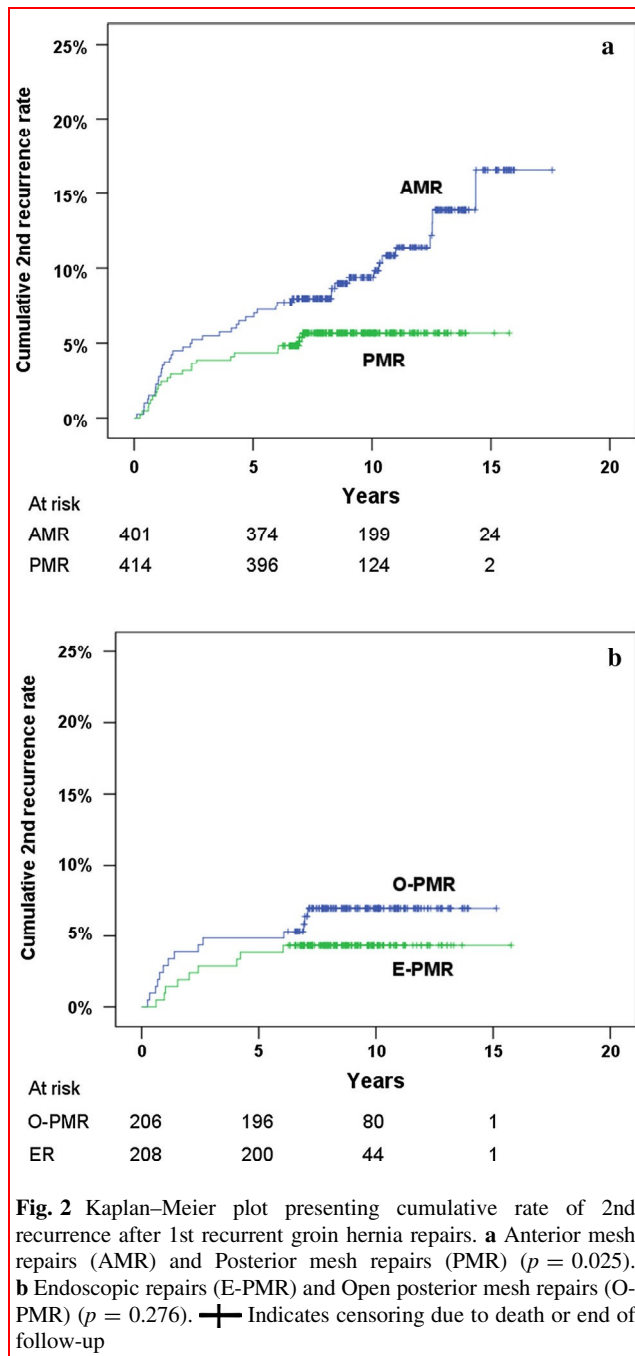 a
25%
20%
15%
10%
5%
0%
Cumulative 2nd recurrence rate
AMR
PMR
0 5 10 15 20
Years
At risk
AMR 401 374 199 24
PMR 414 396 124 2
b
25%
20%
15%
10%
5%
0%
Cumulative 2nd recurrence rate
O-PMR
E-PMR
0 5 10 15 20
Years
At risk
O-PMR 206 196 80 1
ER 208 200 44 1
Fig. 2 Kaplan–Meier plot presenting cumulative rate of 2nd
recurrence after 1st recurrent groin hernia repairs. a Anterior mesh
repairs (AMR) and Posterior mesh repairs (PMR) (p = 0.025).
b Endoscopic repairs (E-PMR) and Open posterior mesh repairs (O-
PMR) (p = 0.276). Indicates censoring due to death or end of
follow-up